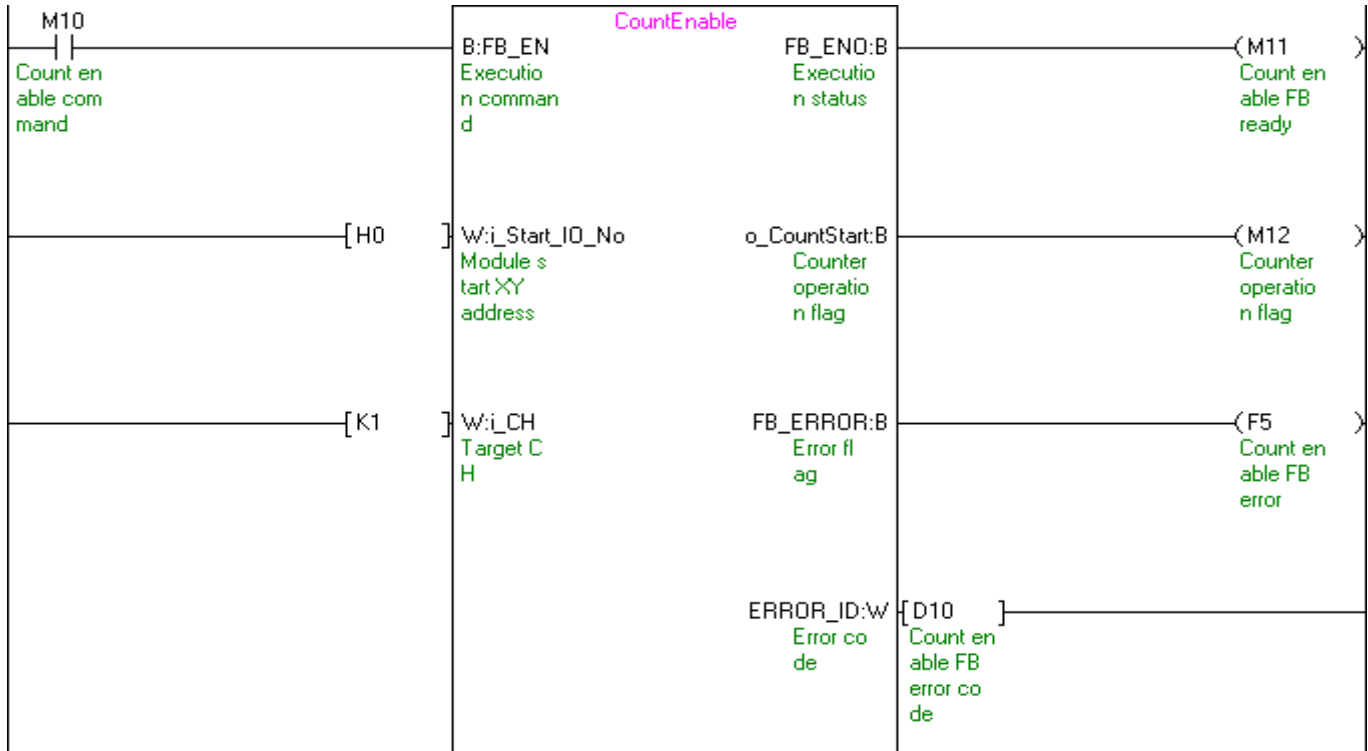 M10
CountEnable
B:FB_EN
FB_ENO:B
M11
Count en
able com
mand
Executio
n comman
d
Executio
n status
Count en
able FB
ready
H0
W:i_Start_IO_No
o_CountStart:B
M12
Module s
tart XY
address
Counter
operatio
n flag
Counter
operatio
n flag
K1
W:i_CH
FB_ERROR:B
F5
Target C
H
Error fl
ag
Count en
able FB
error
ERROR_ID:W
D10
Error co
de
Count en
able FB
error co
de